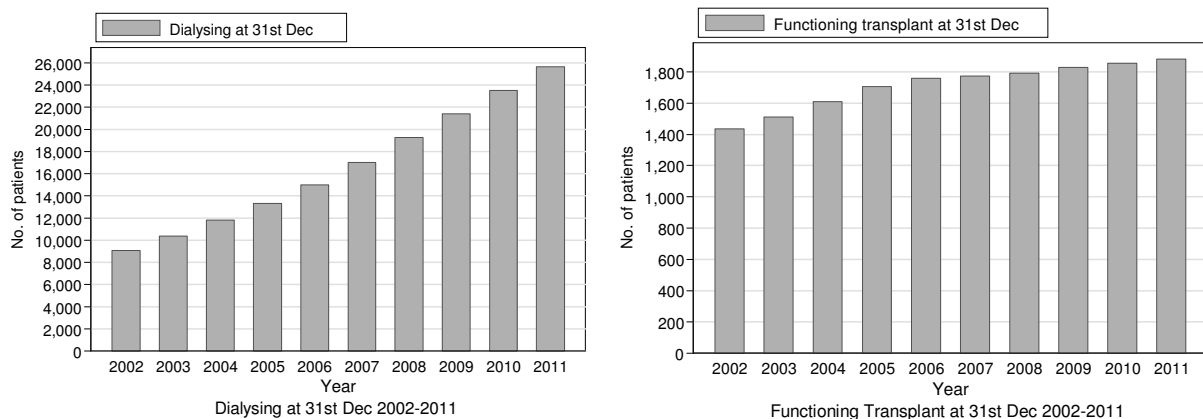 Dialysing at 31st Dec
No. of patients
26,000
24,000
22,000
20,000
18,000
16,000
14,000
12,000
10,000
8,000
6,000
4,000
2,000
0
2002 2003 2004 2005 2006 2007 2008 2009 2010 2011
Year
Dialysing at 31st Dec 2002-2011
Functioning transplant at 31st Dec
No. of patients
1,800
1,600
1,400
1,200
1,000
800
600
400
200
0
2002 2003 2004 2005 2006 2007 2008 2009 2010 2011
Year
Functioning Transplant at 31st Dec 2002-2011